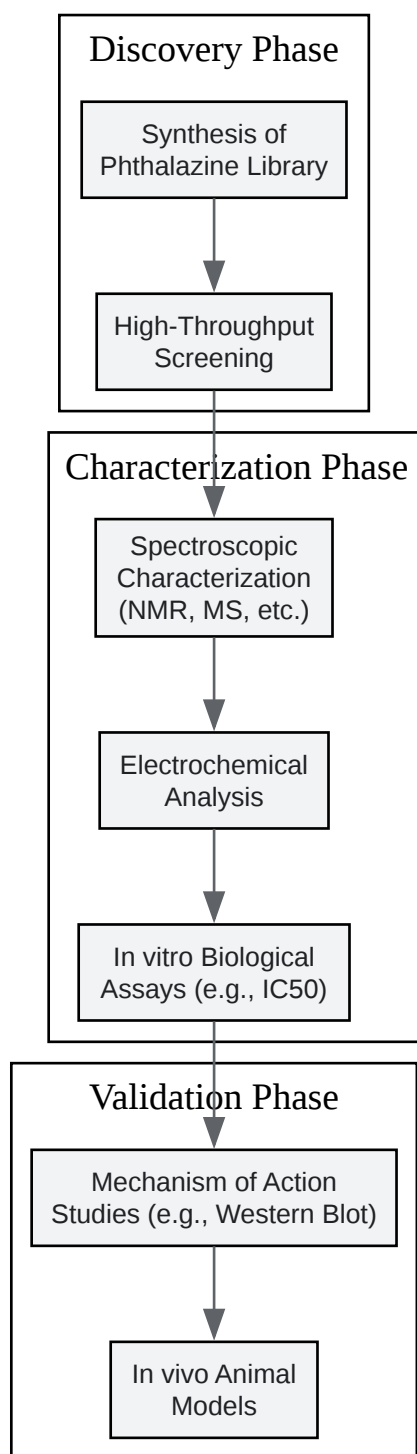 Discovery Phase
Synthesis of
Phthalazine Library
High-Throughput
Screening
Characterization Phase
Spectroscopic
Characterization
(NMR, MS, etc.)
Electrochemical
Analysis
In vitro Biological
Assays (e.g., IC50)
Validation Phase
Mechanism of Action
Studies (e.g., Western Blot)
In vivo Animal
Models